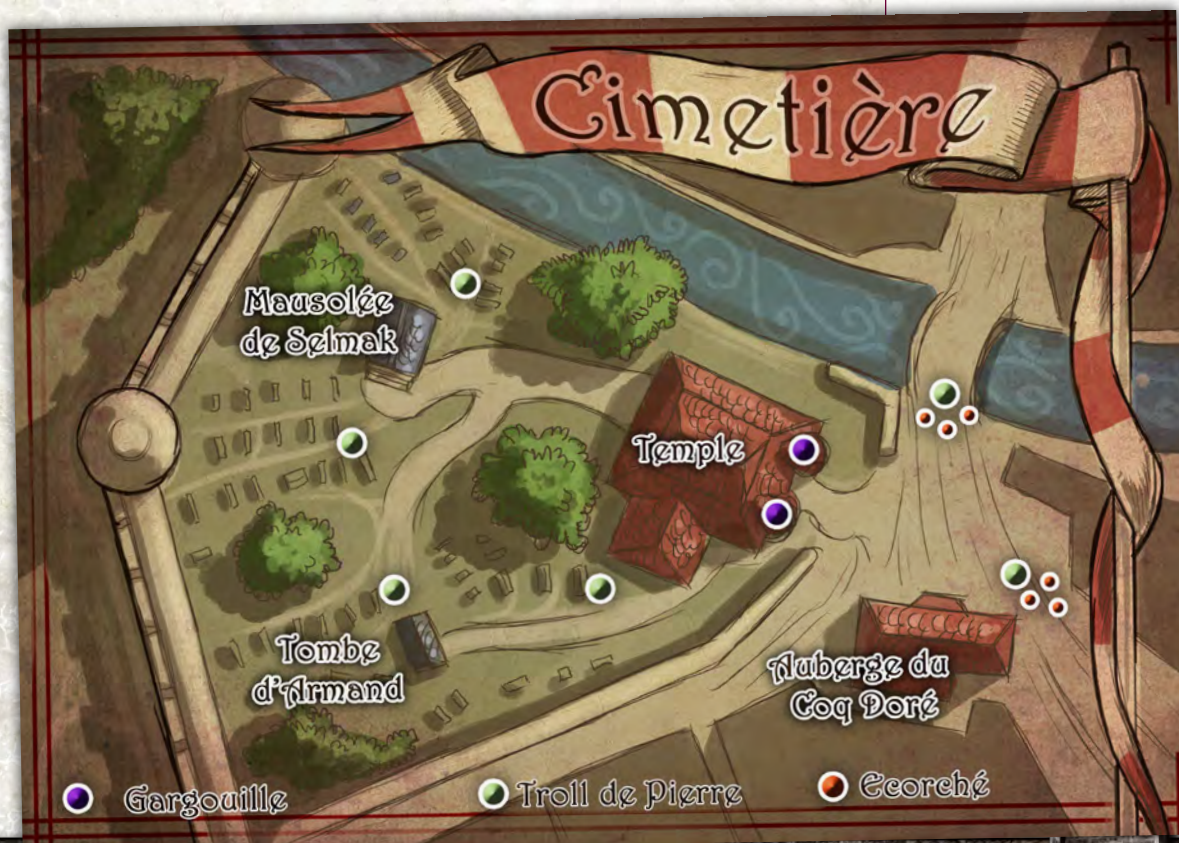 Cimetière
Mausolée
de Selmak
Temple
Tombe
d'Armand
Auberge du
Coq Doré
Gargouille
Troll de Pierre
Ecorché